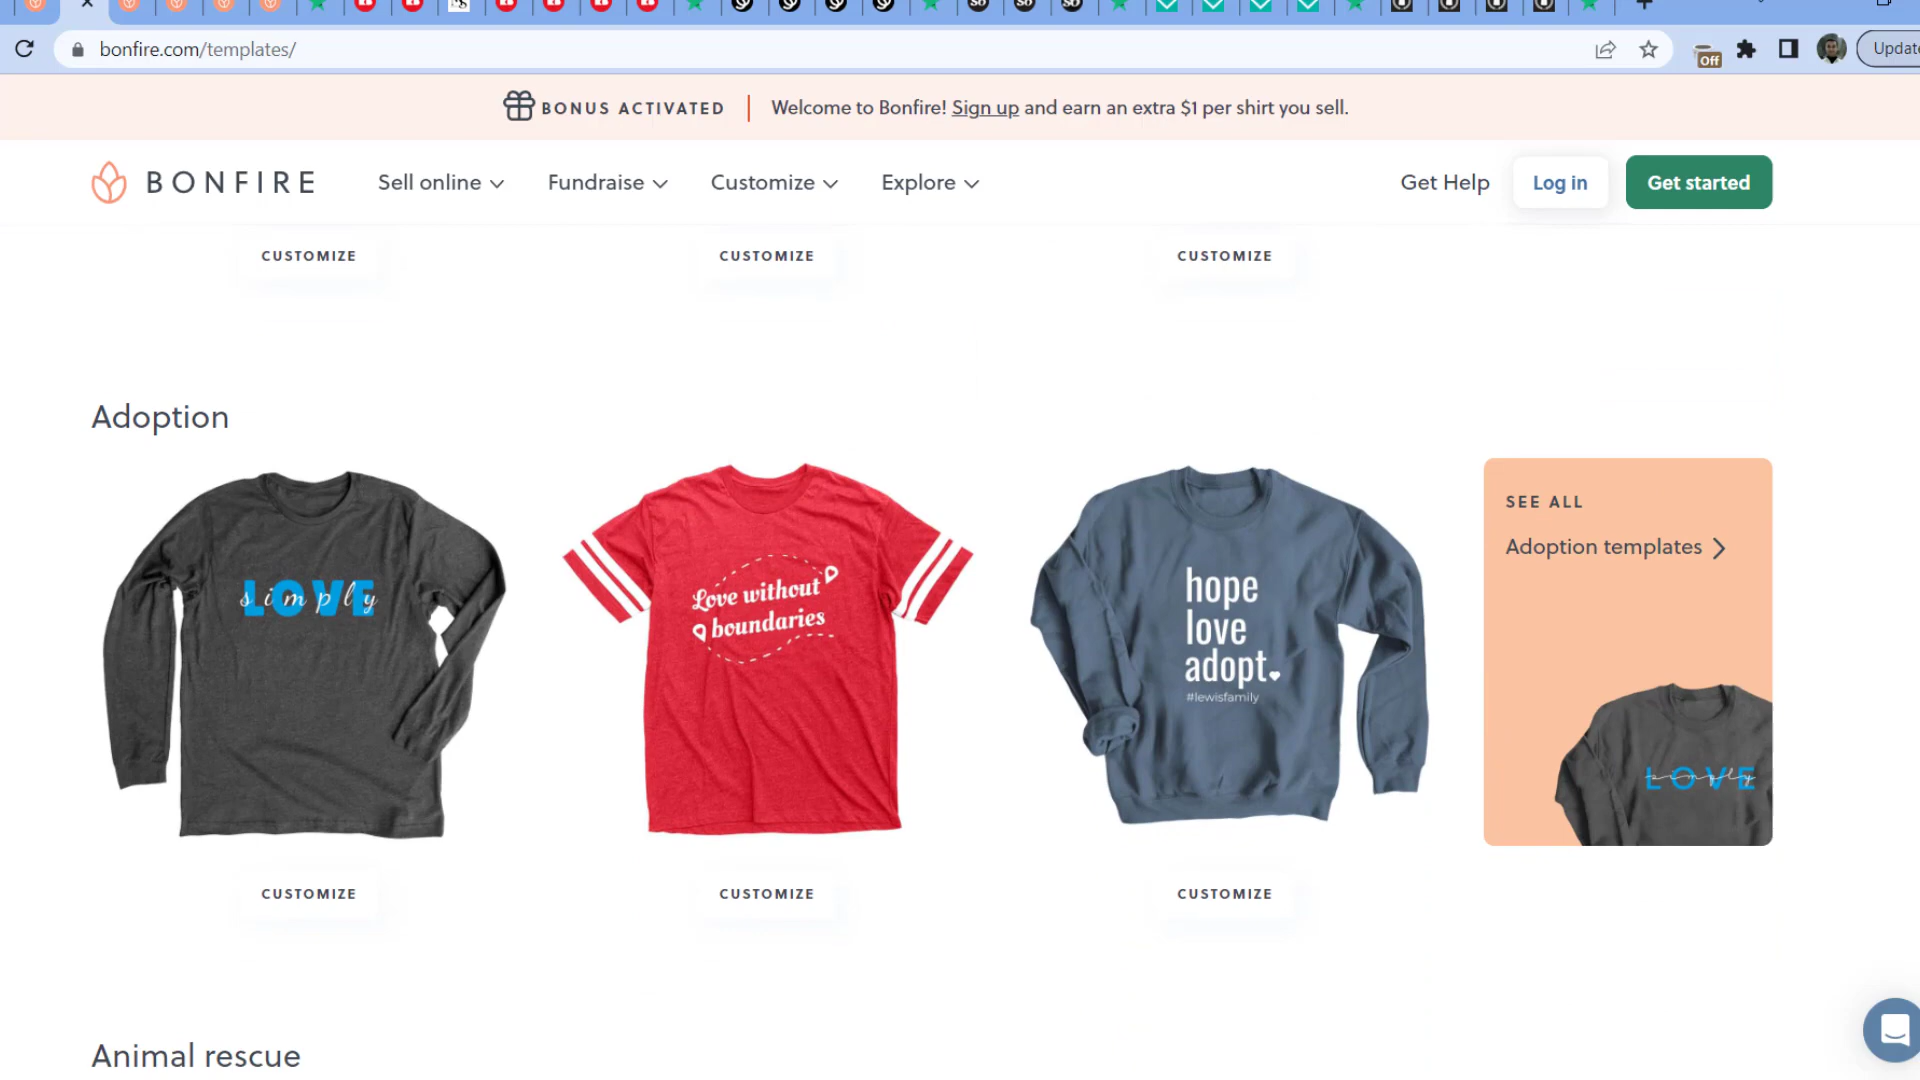 bonfire.com/templates/
Off
Update
BONUS ACTIVATED
Welcome to Bonfire! Sign up and earn an extra $1 per shirt you sell.
BONFIRE
Sell online
Fundraise
Customize
Explore
Get Help
Log in
Get started
CUSTOMIZE
CUSTOMIZE
CUSTOMIZE
Adoption
LOVE
simply
Love without
boundaries
hope
love
adopt.
#lewisfamily
SEE ALL
Adoption templates
LOVE
simply
CUSTOMIZE
CUSTOMIZE
CUSTOMIZE
Animal rescue